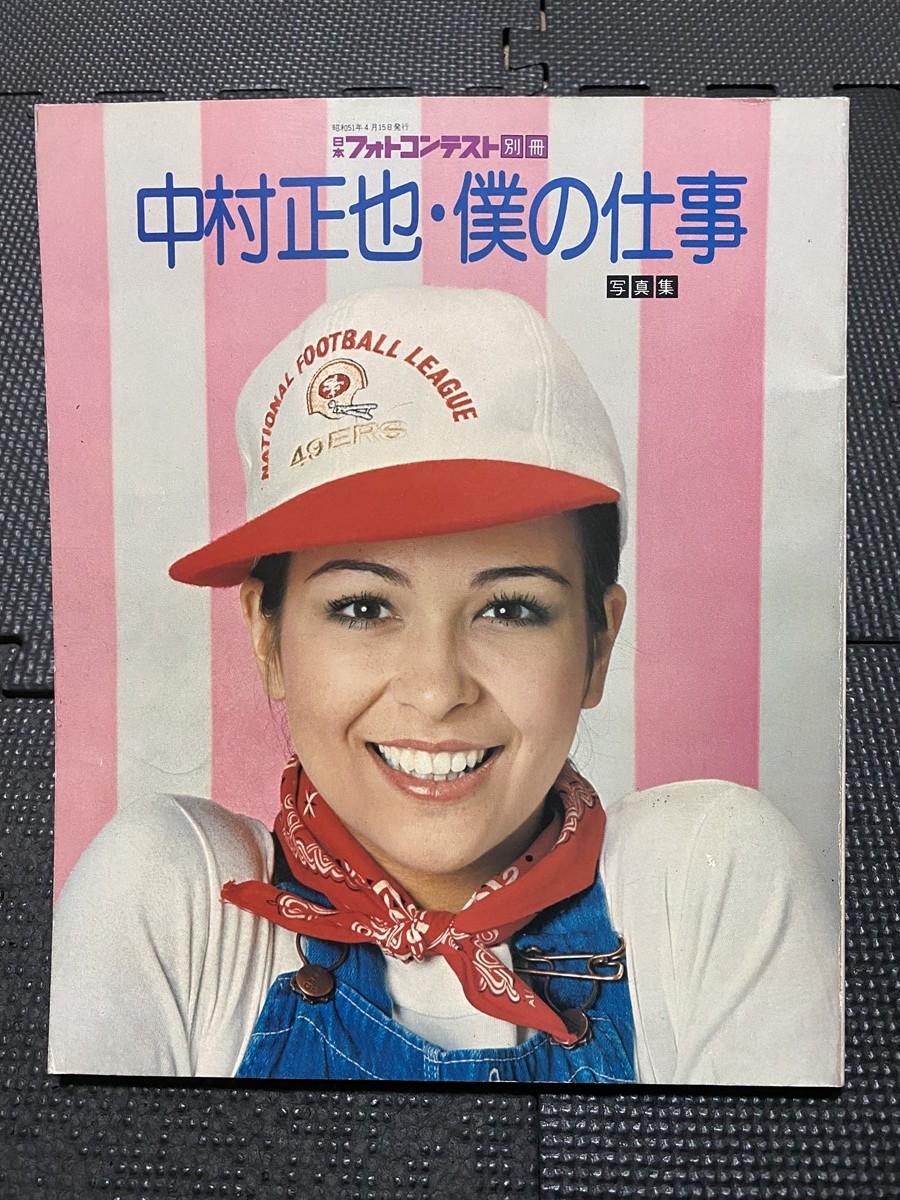 昭和51年4月15日発行
日本フォトコンテスト別冊
中村正也・僕の仕事
写真集
NATIONAL FOOTBALL LEAGUE
SF
49ERS